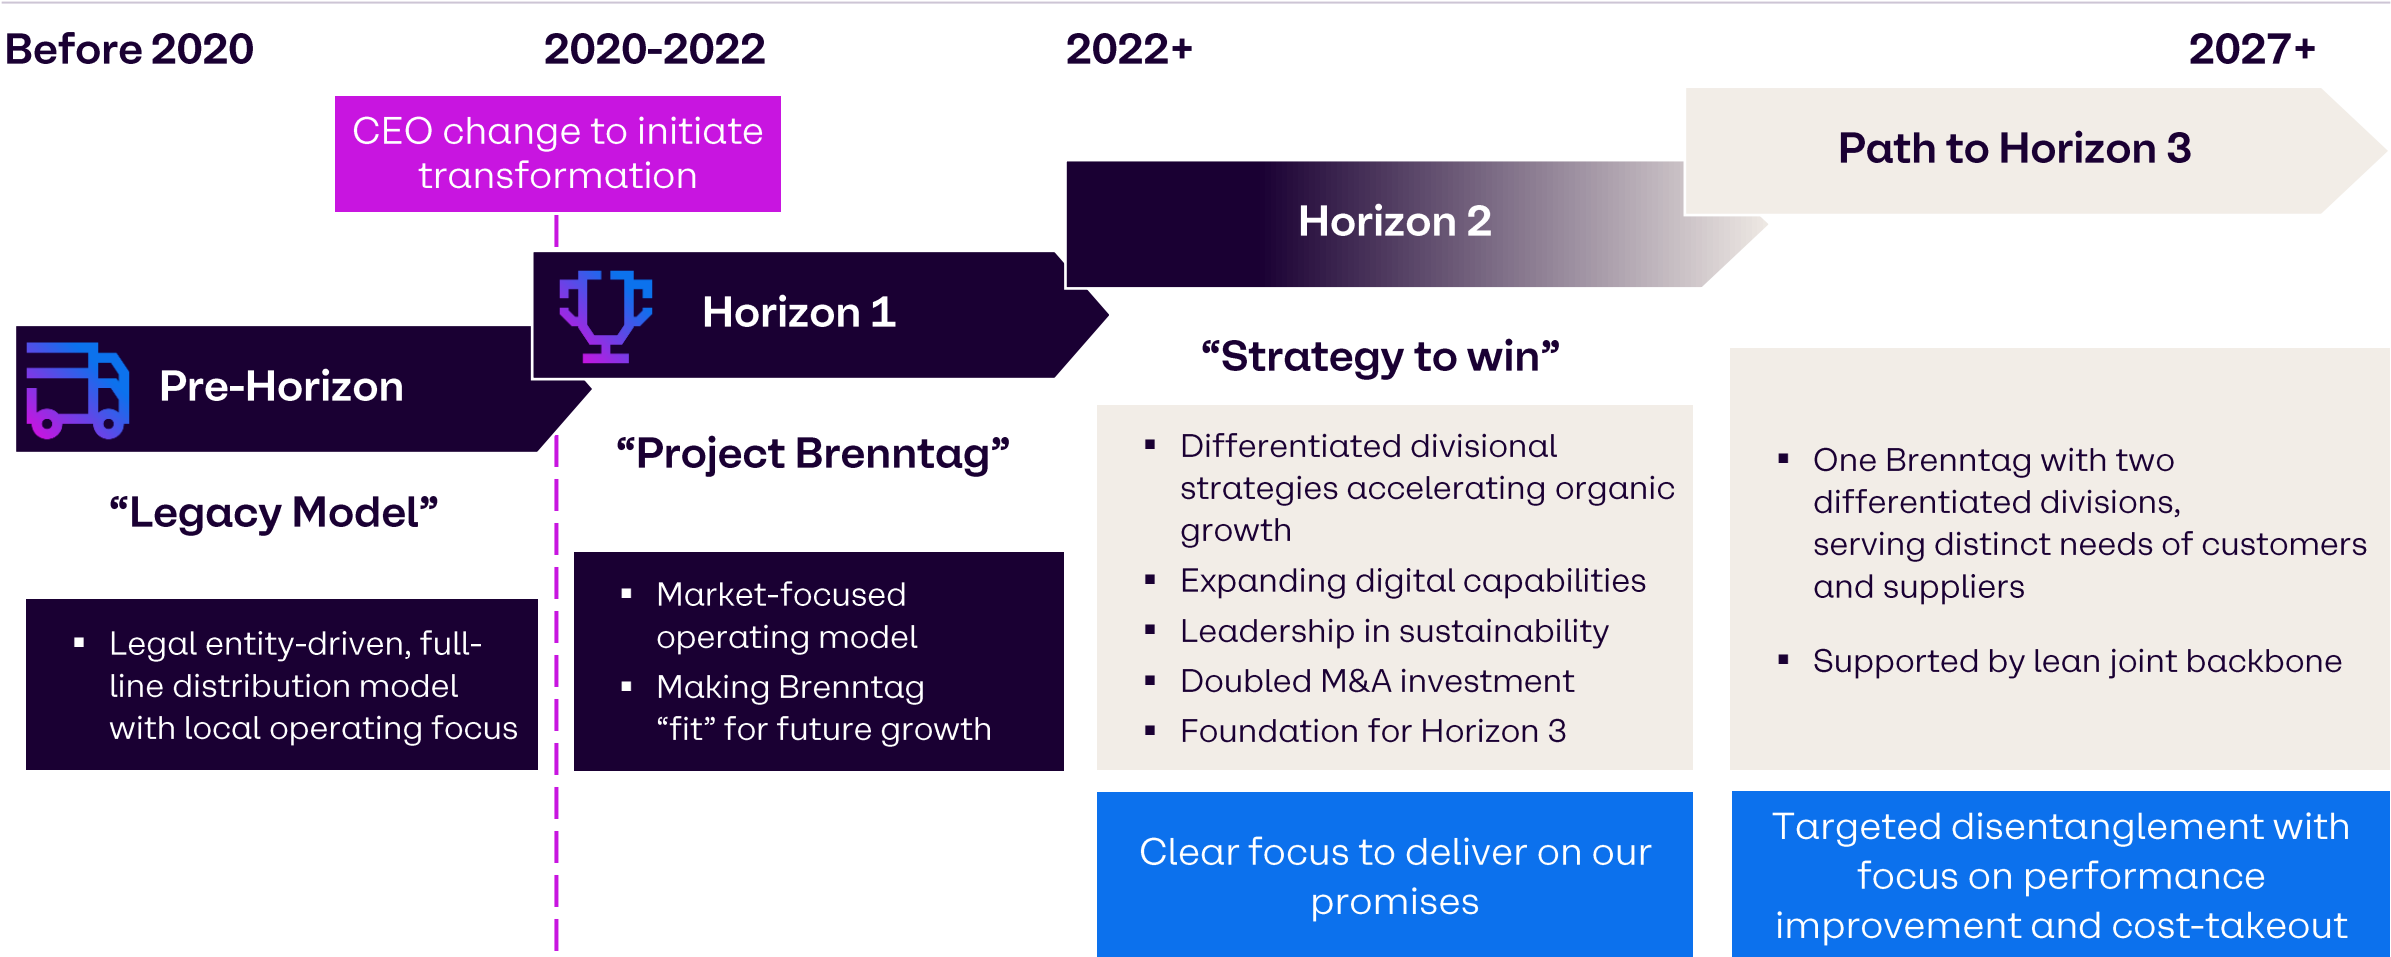 Before 2020
2020-2022
2022+
2027+
CEO change to initiate
transformation
Path to Horizon 3
Horizon 2
Horizon 1
Pre-Horizon
“Legacy Model”
▪ Legal entity-driven, full-
line distribution model
with local operating focus
“Project Brenntag”
▪ Market-focused
operating model
▪ Making Brenntag
“fit” for future growth
“Strategy to win”
▪ Differentiated divisional
strategies accelerating organic
growth
▪ Expanding digital capabilities
▪ Leadership in sustainability
▪ Doubled M&A investment
▪ Foundation for Horizon 3
Clear focus to deliver on our
promises
▪ One Brenntag with two
differentiated divisions,
serving distinct needs of customers
and suppliers
▪ Supported by lean joint backbone
Targeted disentanglement with
focus on performance
improvement and cost-takeout